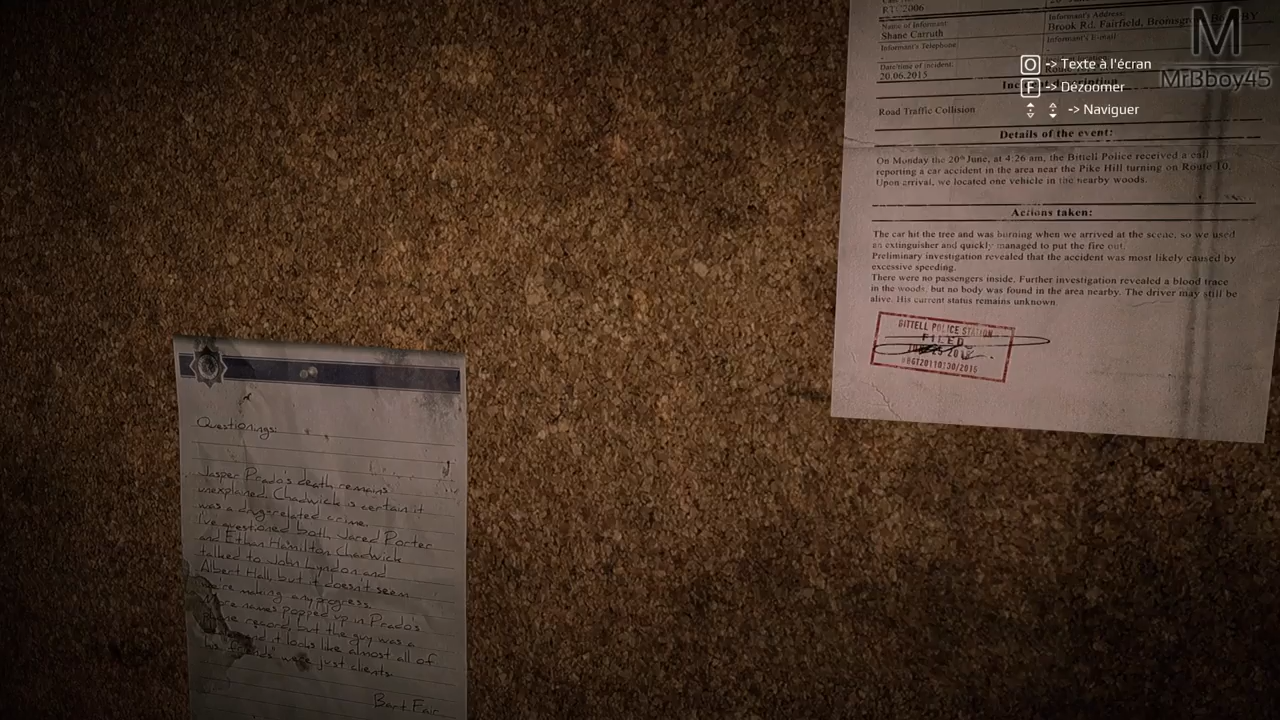 RTC2006
Name of Informant
Shane Carruth
Informant's Address:
Brook Rd, Fairfield, Bromsgrove
Informant's Telephone
Informant's E-mail
Date/time of incident:
20.06.2015
Incident description
Road Traffic Collision
Details of the event:
On Monday the 20th June, at 4:26 am, the Bittell Police received a call
reporting a car accident in the area near the Pike Hill turning on Route 10.
Upon arrival, we located one vehicle in the nearby woods.
Actions taken:
The car hit the tree and was burning when we arrived at the scene, so we used
an extinguisher and quickly managed to put the fire out.
Preliminary investigation revealed that the accident was most likely caused by
excessive speeding.
There were no passengers inside. Further investigation revealed a blood trace
in the woods, but no body was found in the area nearby. The driver may still be
alive. His current status remains unknown.
BITTELL POLICE STATION
FILED
M
MrBboy45
O -> Texte à l'écran
F -> Dézoomer
-> Naviguer
Questionings:
Jasper Prado's death remains
unexplained. Chadwick is certain it
was a drug-related crime.
I've questioned both Jared Porter
and Ethan Hamilton Chadwick
talked to John Lyndon and
Albert Hall, but it doesn't seem
we're making any progress.
More names popped up in Prado's
record, but the guy was a
and it looks like almost all of
his "friends" were just clients.
Bart Fair